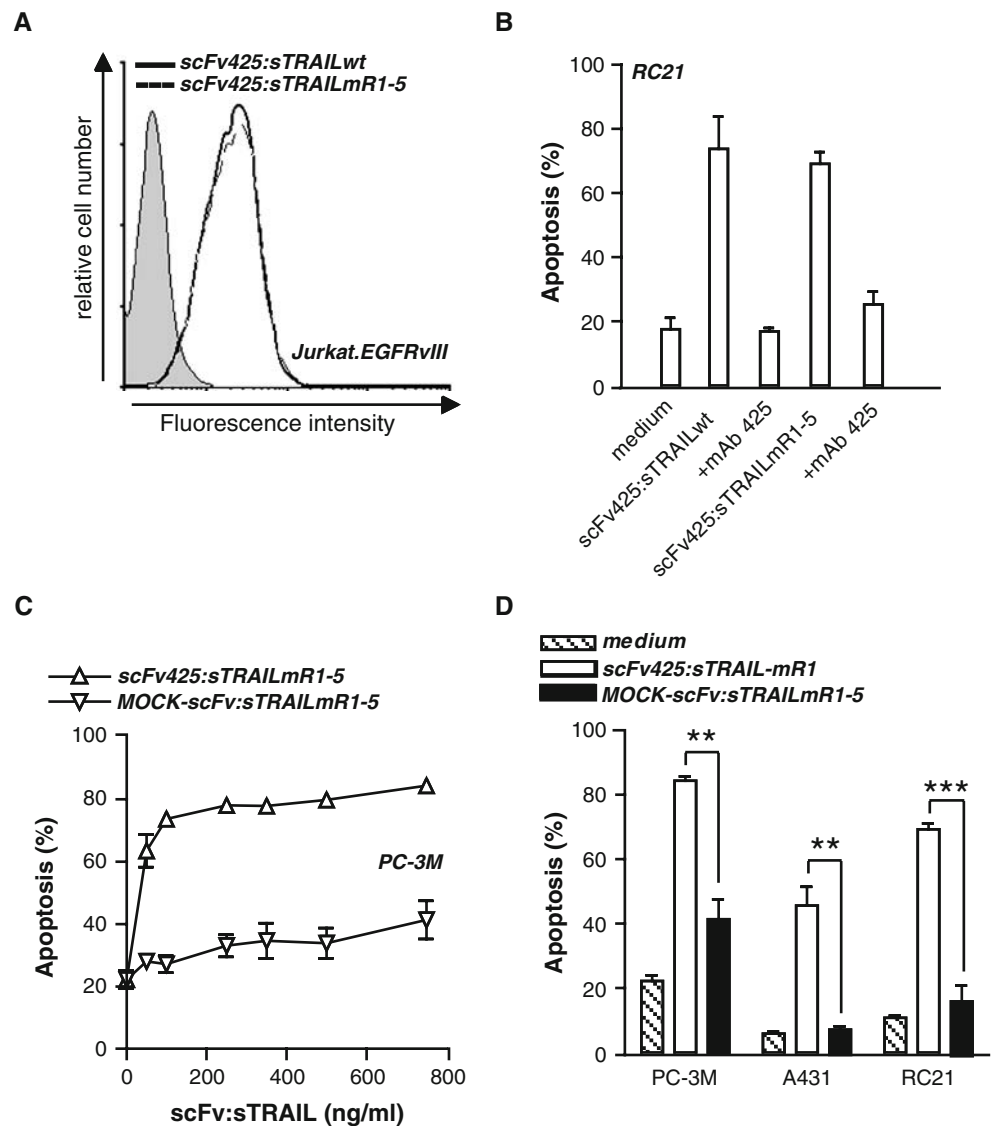 A
scFv425:sTRAILwt
scFv425:sTRAILmR1-5
relative cell number
Jurkat.EGFRvIII
Fluorescence intensity
B
RC21
Apoptosis (%)
100
80
60
40
20
0
medium
scFv425:sTRAILwt
+mAb 425
scFv425:sTRAILmR1-5
+mAb 425
C
scFv425:sTRAILmR1-5
MOCK-scFv:sTRAILmR1-5
Apoptosis (%)
100
80
60
40
20
0
PC-3M
0 200 400 600 800
scFv:sTRAIL (ng/ml)
D
medium
scFv425:sTRAIL-mR1
MOCK-scFv:sTRAILmR1-5
Apoptosis (%)
100
80
60
40
20
0
**
**
***
PC-3M A431 RC21